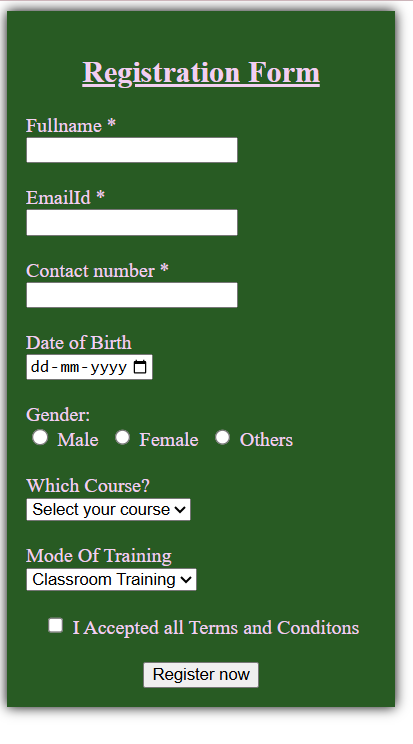 Registration Form
Fullname *
EmailId *
Contact number *
Date of Birth
dd-mm-yyyy
Gender:
Male Female Others
Which Course?
Select your course
Mode Of Training
Classroom Training
I Accepted all Terms and Conditons
Register now